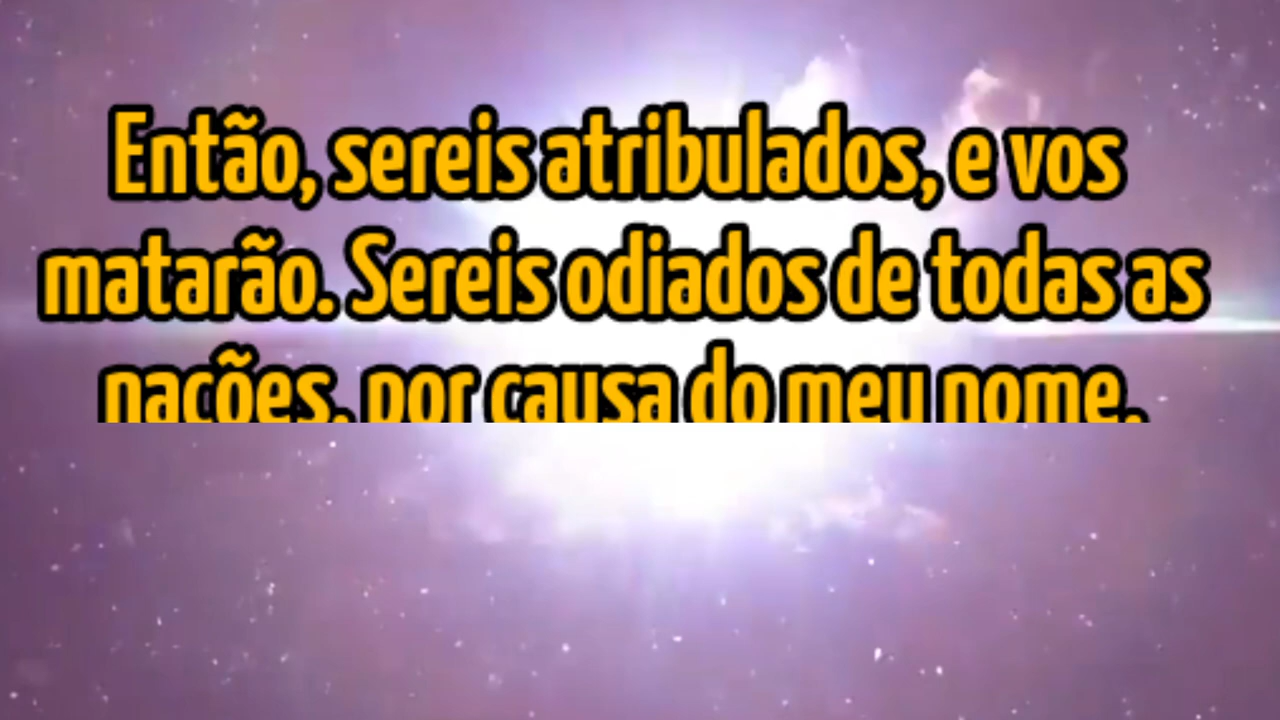 Então, sereis atribulados, e vos
matarão. Sereis odiados de todas as
nações, por causa do meu nome.